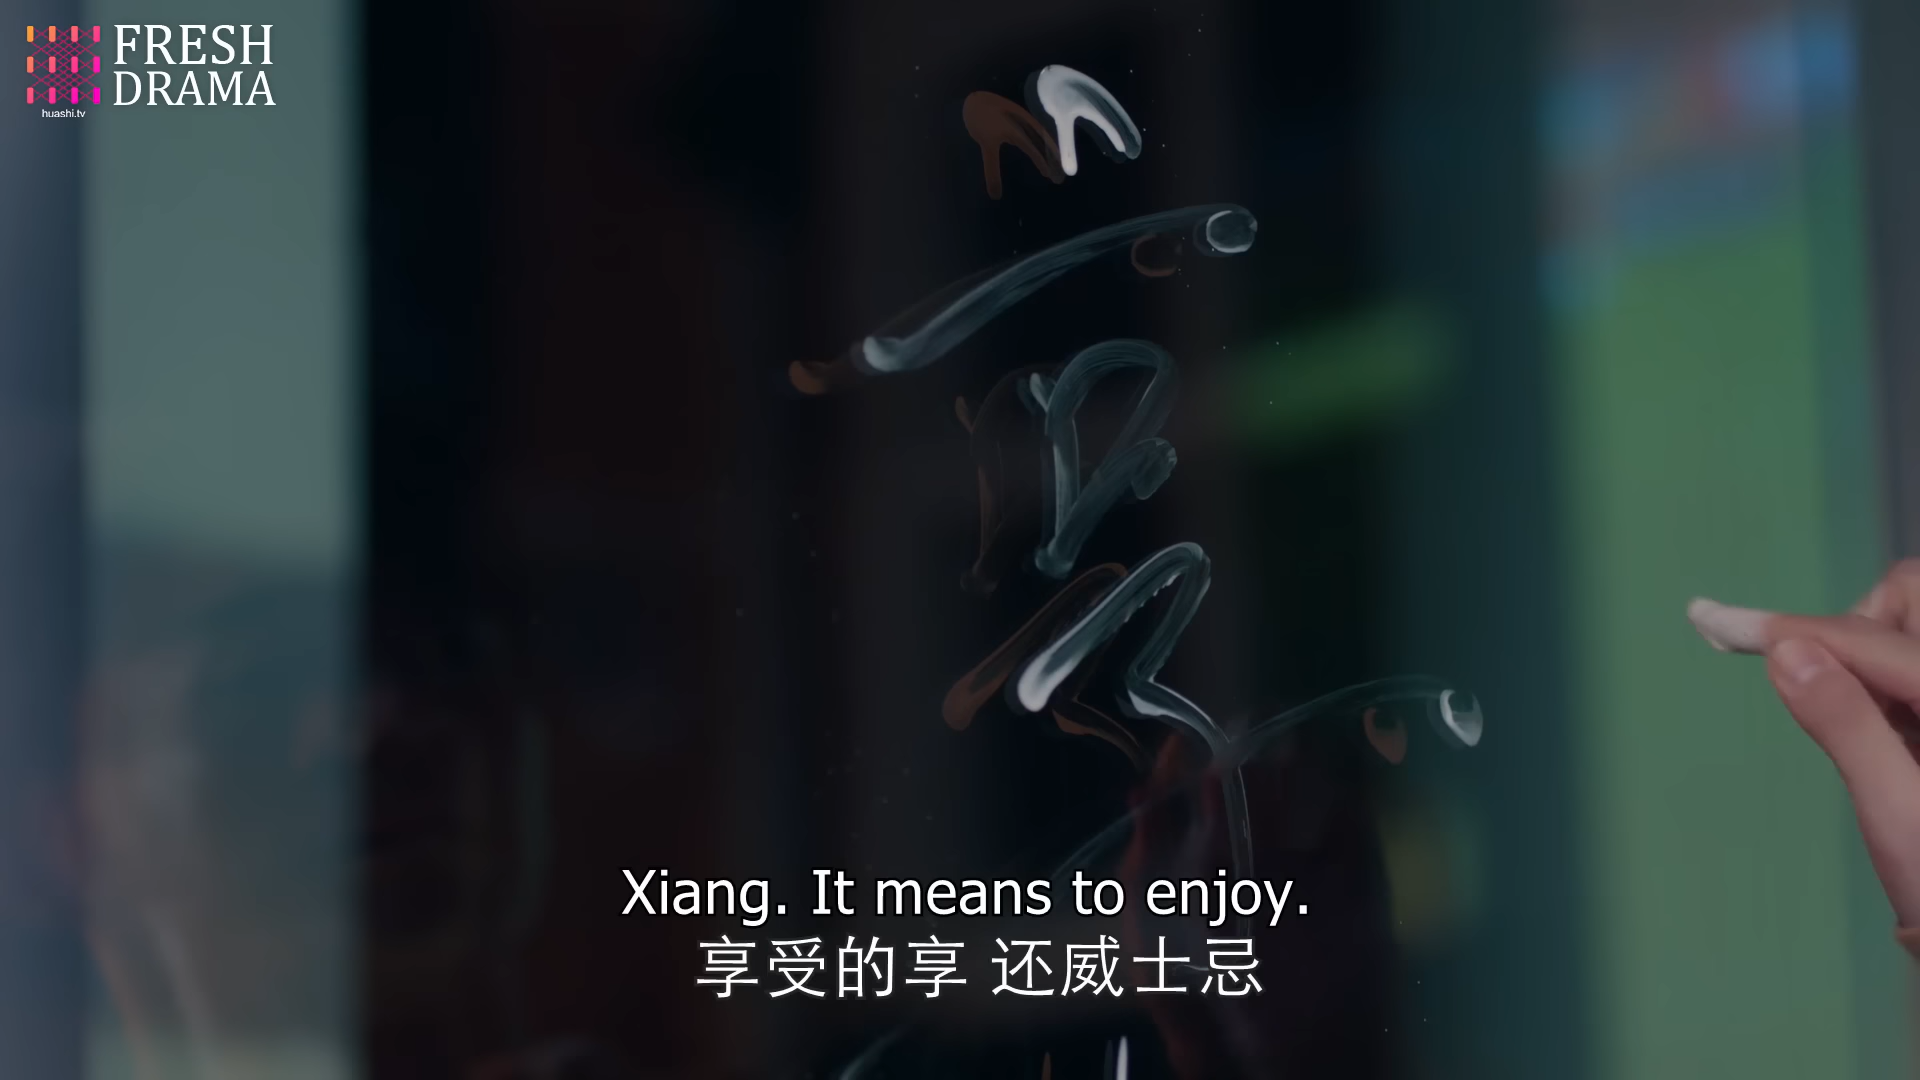 FRESH
DRAMA
huashi.tv
享
Xiang. It means to enjoy.
享受的享 还威士忌